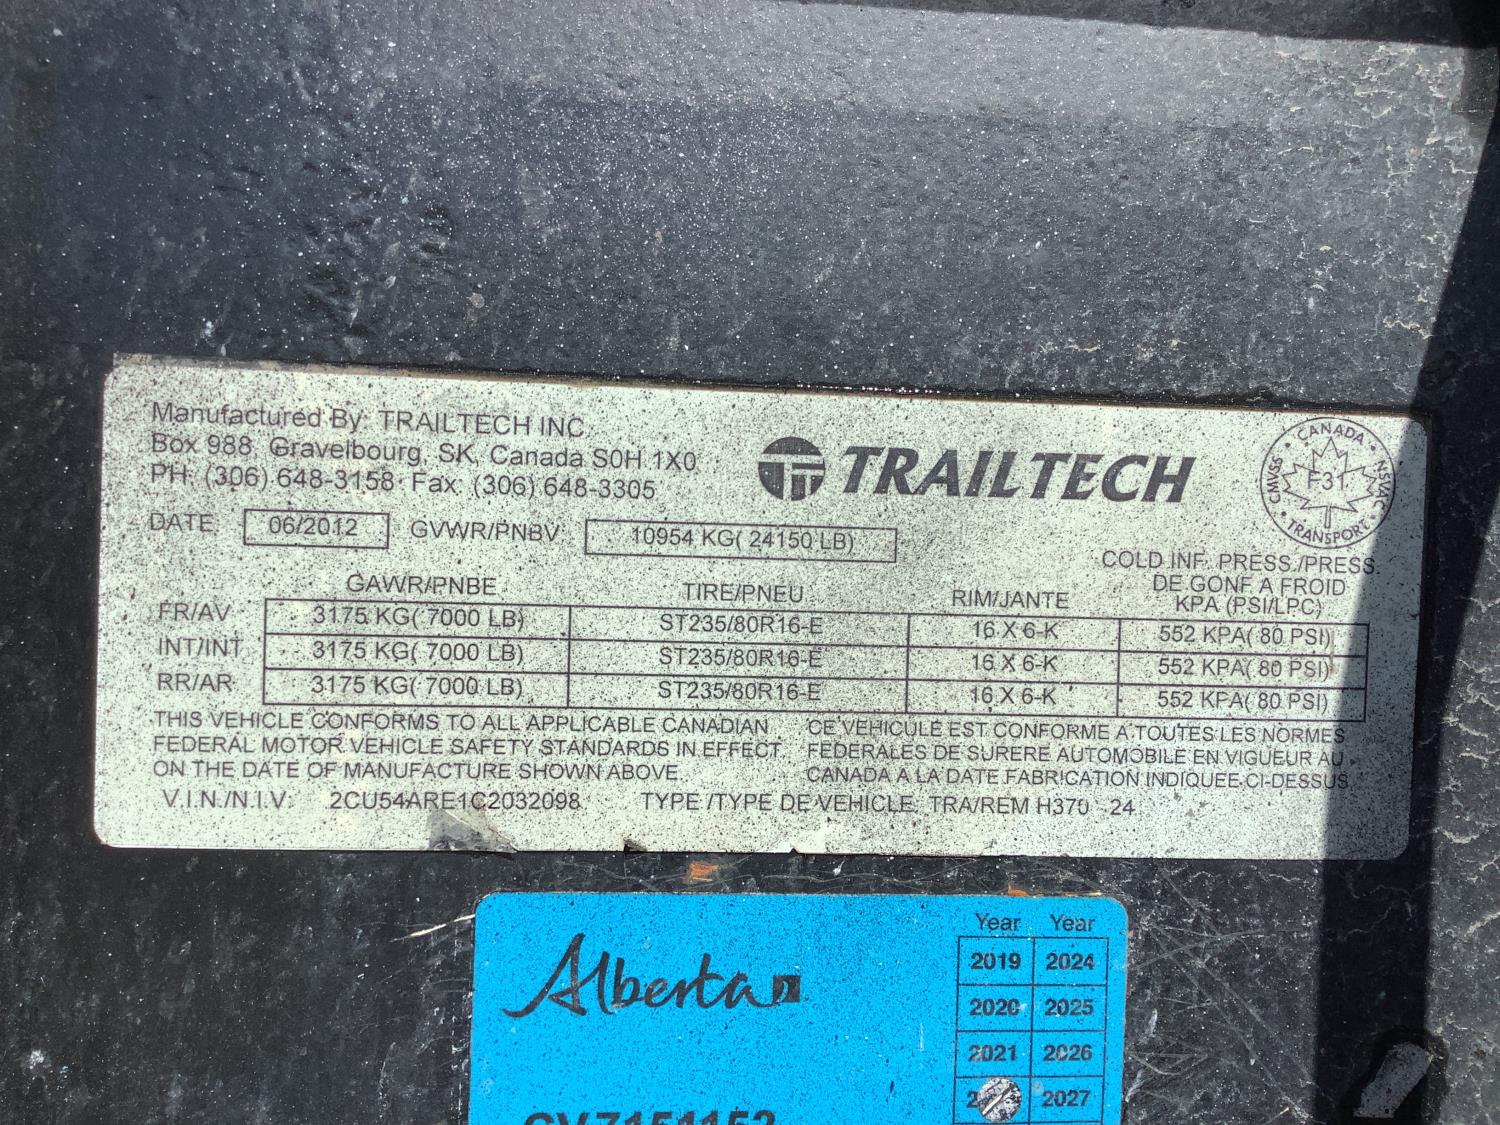 Manufactured By: TRAILTECH INC.
Box 988, Gravelbourg, SK, Canada S0H 1X0
PH: (306) 648-3158 Fax: (306) 648-3305
TRAILTECH
CANADA
CMVSS
F31
NSVAC
TRANSPORT
DATE 06/2012 GVWR/PNBV 10954 KG( 24150 LB)
COLD INF. PRESS./PRESS.
DE GONF A FROID
KPA (PSI/LPC)
GAWR/PNBE TIRE/PNEU RIM/JANTE
FR/AV 3175 KG( 7000 LB) ST235/80R16-E 16 X 6-K 552 KPA( 80 PSI)
INT/INT 3175 KG( 7000 LB) ST235/80R16-E 16 X 6-K 552 KPA( 80 PSI)
RR/AR 3175 KG( 7000 LB) ST235/80R16-E 16 X 6-K 552 KPA( 80 PSI)
THIS VEHICLE CONFORMS TO ALL APPLICABLE CANADIAN
FEDERAL MOTOR VEHICLE SAFETY STANDARDS IN EFFECT
ON THE DATE OF MANUFACTURE SHOWN ABOVE.
CE VEHICULE EST CONFORME A TOUTES LES NORMES
FEDERALES DE SURERE AUTOMOBILE EN VIGUEUR AU
CANADA A LA DATE FABRICATION INDIQUEE CI-DESSUS
V.I.N./N.I.V: 2CU54ARE1C2032098 TYPE /TYPE DE VEHICLE: TRA/REM H370 24
Alberta
Year Year
2019 2024
2020 2025
2021 2026
2027